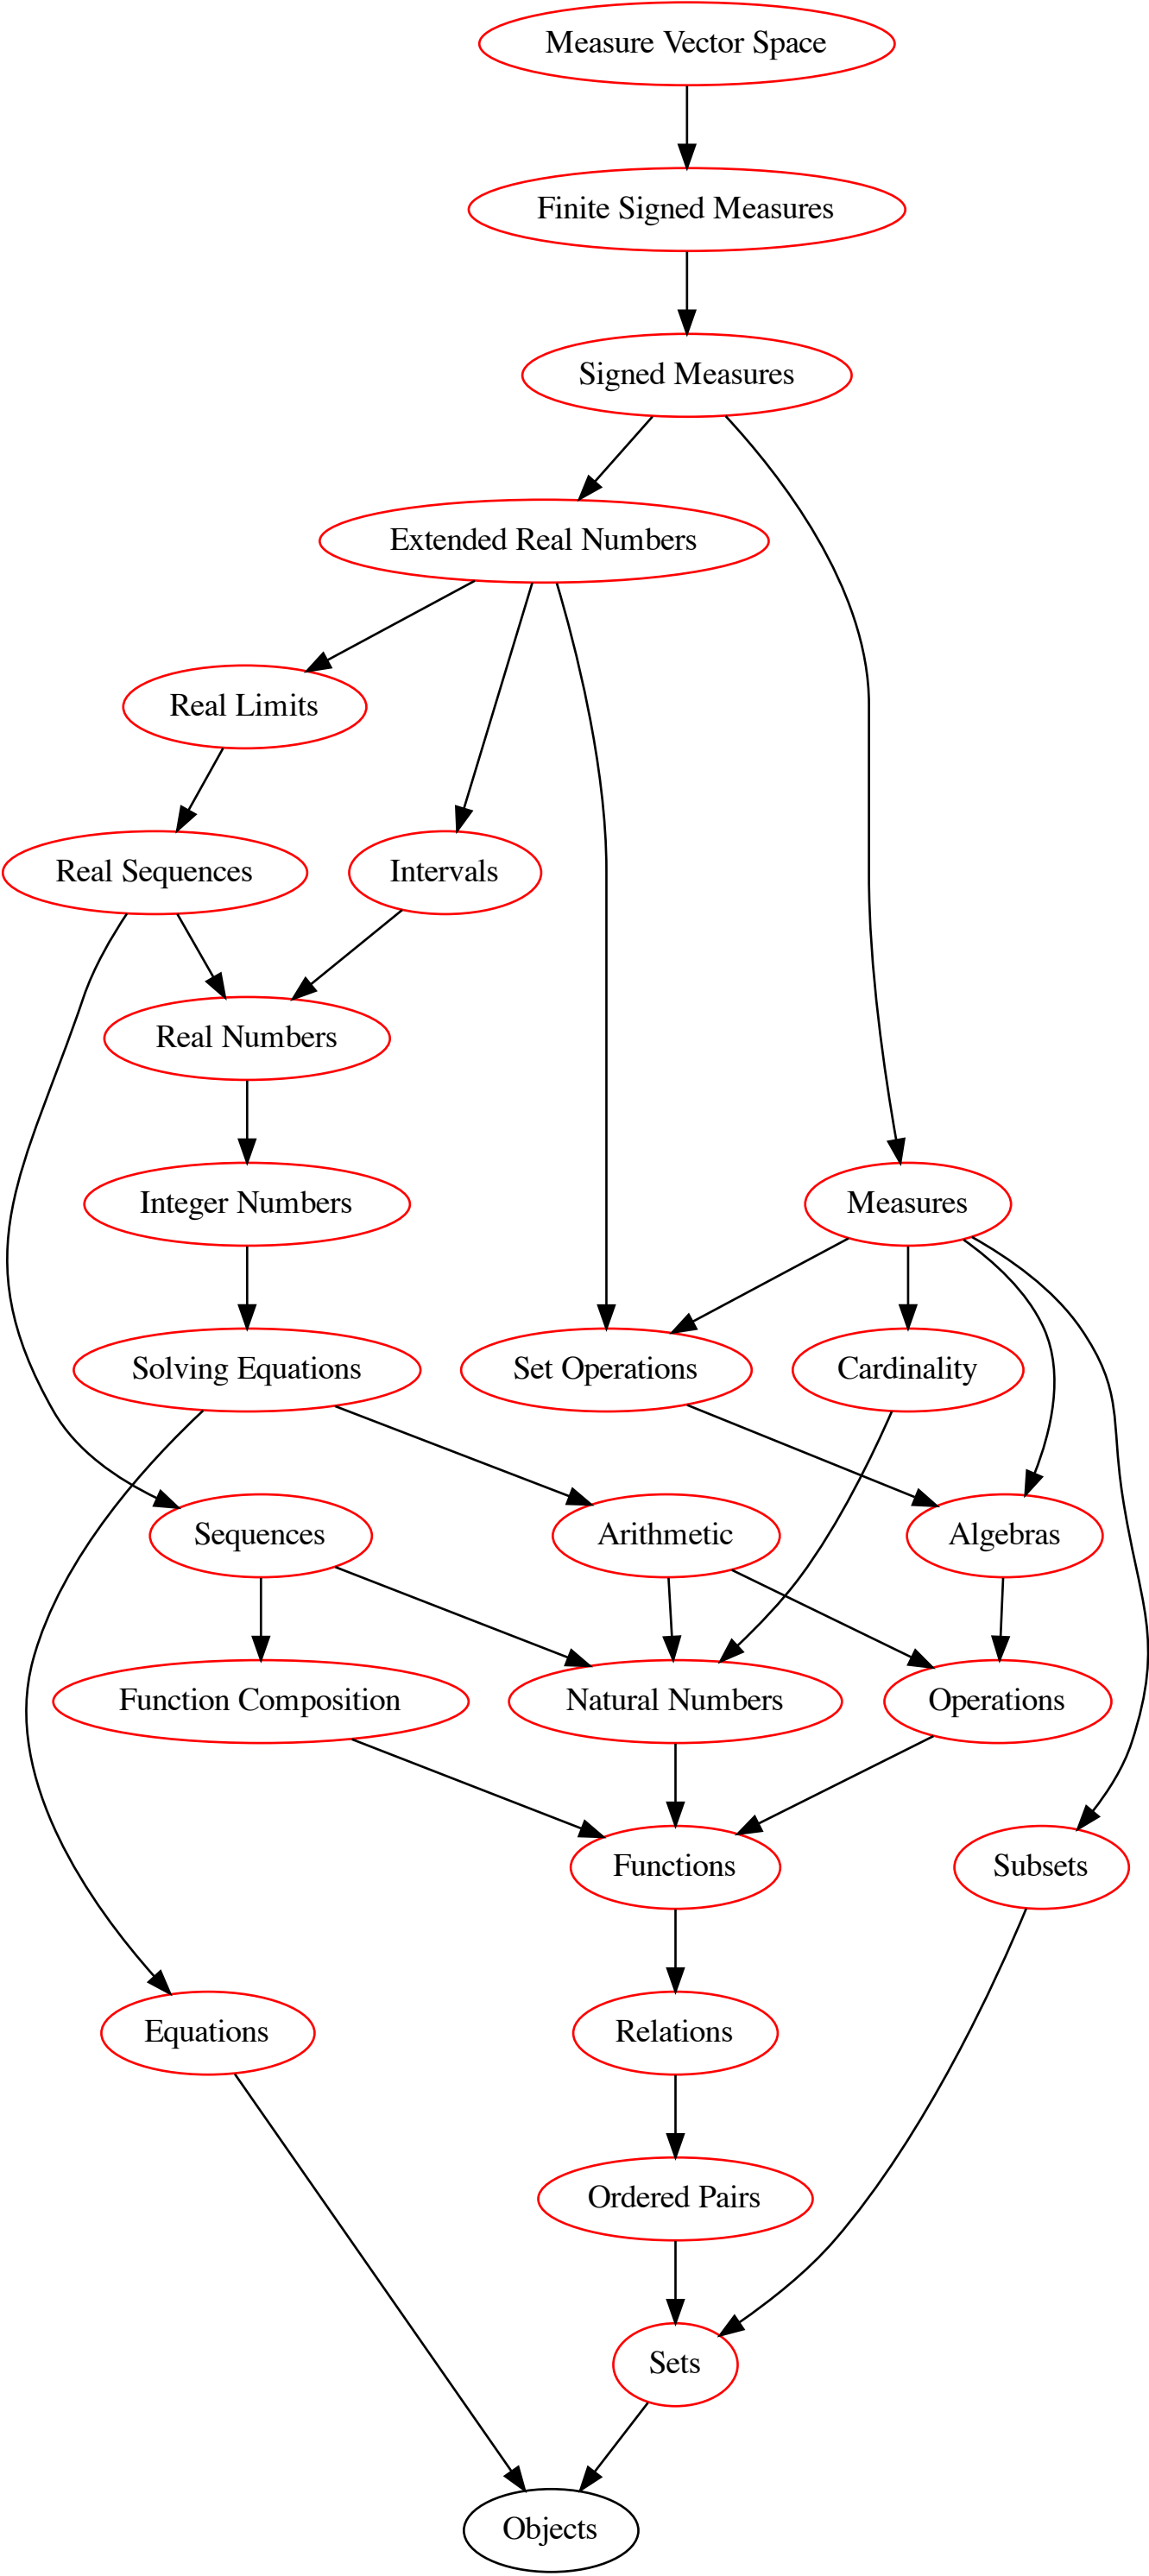 Measure Vector Space
Finite Signed Measures
Signed Measures
Extended Real Numbers
Real Limits
Real Sequences
Intervals
Real Numbers
Integer Numbers
Measures
Solving Equations
Set Operations
Cardinality
Sequences
Arithmetic
Algebras
Function Composition
Natural Numbers
Operations
Functions
Subsets
Equations
Relations
Ordered Pairs
Sets
Objects